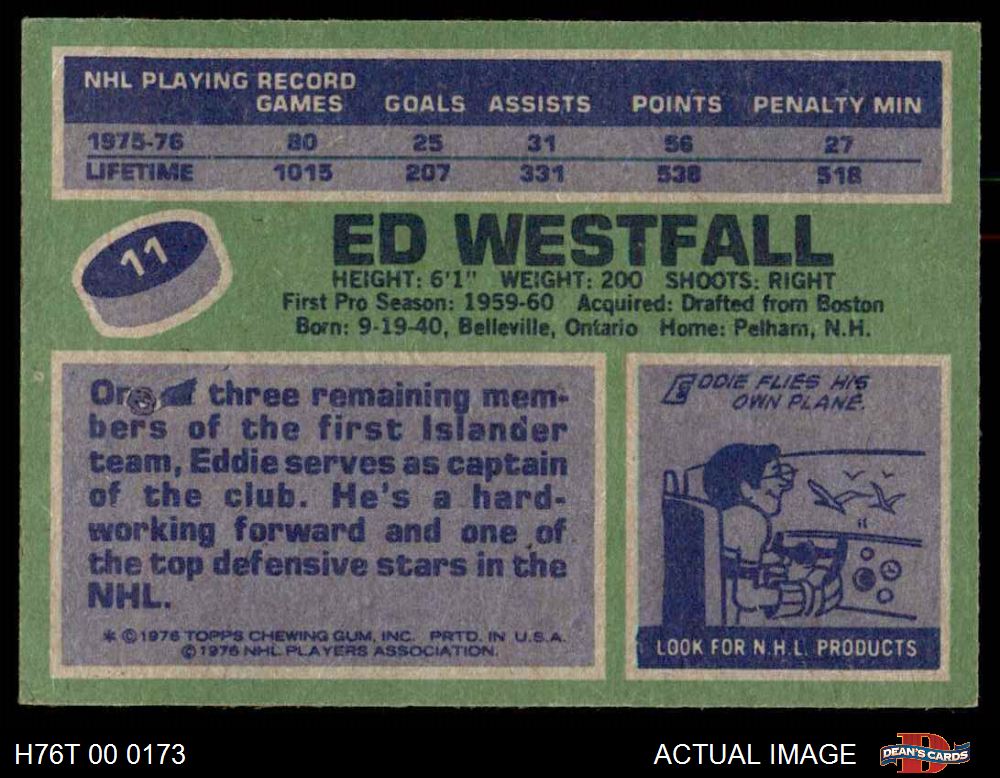 NHL PLAYING RECORD
GAMES GOALS ASSISTS POINTS PENALTY MIN
1975-76 80 25 31 56 27
LIFETIME 1015 207 331 538 518
11
ED WESTFALL
HEIGHT: 6'1" WEIGHT: 200 SHOOTS: RIGHT
First Pro Season: 1959-60 Acquired: Drafted from Boston
Born: 9-19-40, Belleville, Ontario Home: Pelham, N.H.
three remaining mem-
bers of the first Islander
team, Eddie serves as captain
of the club. He's a hard-
working forward and one of
the top defensive stars in the
NHL.
* © 1976 TOPPS CHEWING GUM, INC. PRTD. IN U.S.A.
© 1976 NHL PLAYERS ASSOCIATION.
EDDIE FLIES HIS
OWN PLANE.
LOOK FOR N.H.L. PRODUCTS
H76T 00 0173 ACTUAL IMAGE DEAN'S CARDS